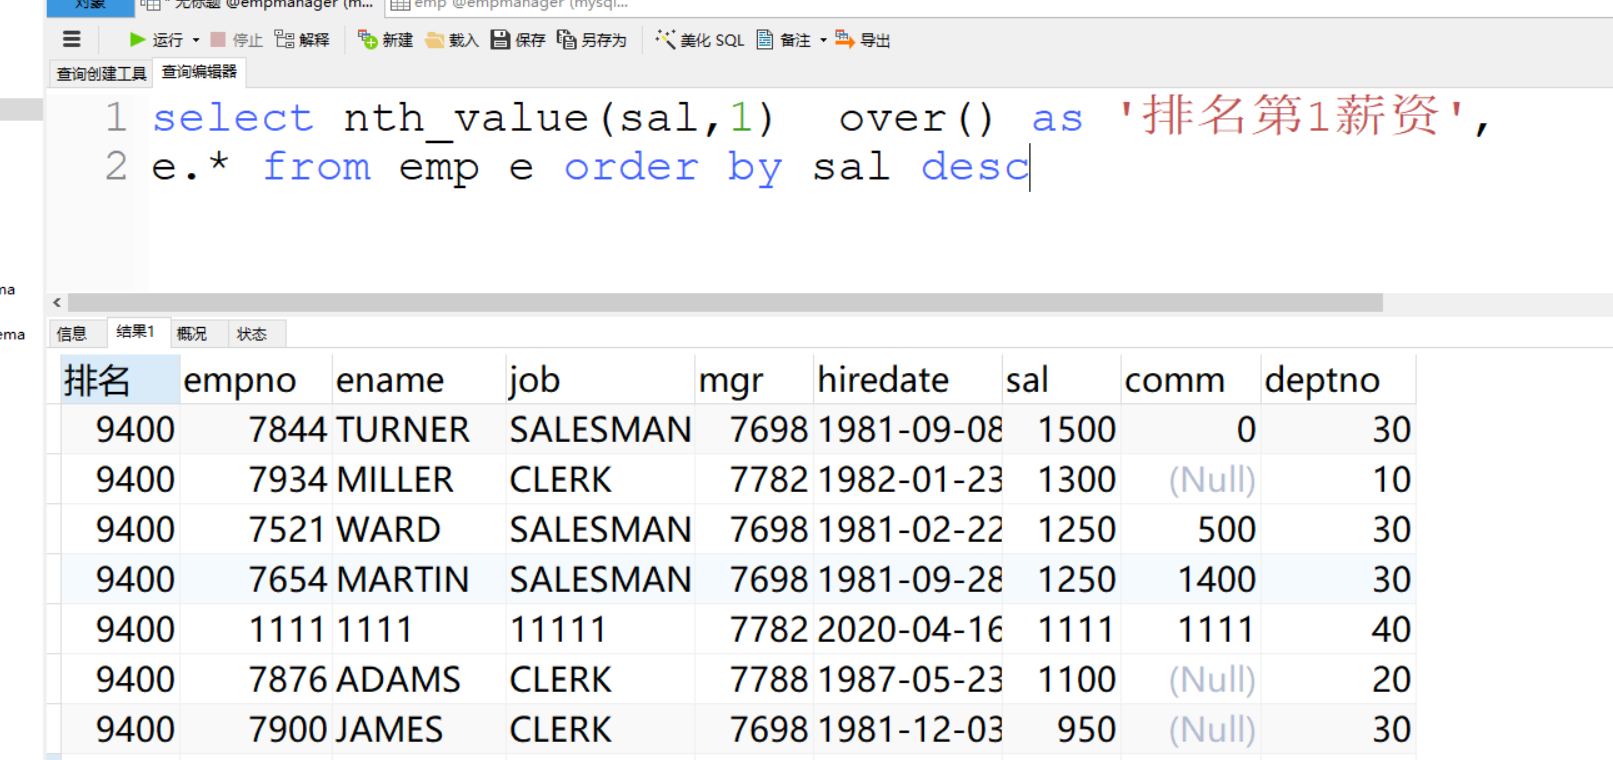 对象 * 无标题 @empmanager (m... emp @empmanager (mysql...
运行 停止 解释 新建 载入 保存 另存为 美化 SQL 备注 导出
查询创建工具 查询编辑器
1 select nth_value(sal,1)  over() as '排名第1薪资',
2 e.* from emp e order by sal desc
ma
ema
<
信息 结果1 概况 状态
排名 empno ename job mgr hiredate sal comm deptno
9400 7844 TURNER SALESMAN 7698 1981-09-08 1500 0 30
9400 7934 MILLER CLERK 7782 1982-01-23 1300 (Null) 10
9400 7521 WARD SALESMAN 7698 1981-02-22 1250 500 30
9400 7654 MARTIN SALESMAN 7698 1981-09-28 1250 1400 30
9400 1111 1111 11111 7782 2020-04-16 1111 1111 40
9400 7876 ADAMS CLERK 7788 1987-05-23 1100 (Null) 20
9400 7900 JAMES CLERK 7698 1981-12-03 950 (Null) 30